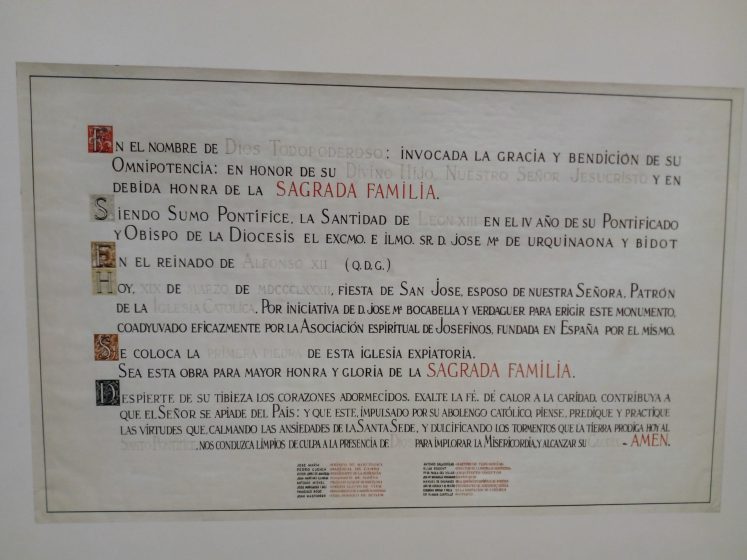 EN EL NOMBRE DE DIOS TODOPODEROSO: INVOCADA LA GRACIA Y BENDICIÓN DE SU
OMNIPOTENCIA: EN HONOR DE SU DIVINO HIJO, NUESTRO SEÑOR JESUCRISTO Y EN
DEBIDA HONRA DE LA SAGRADA FAMILIA.
SIENDO SUMO PONTÍFICE, LA SANTIDAD DE LEON XIII EN EL IV AÑO DE SU PONTIFICADO
Y OBISPO DE LA DIOCESIS EL EXCMO. E ILMO. SR. D. JOSE Mª DE URQUINAONA Y BIDOT
EN EL REINADO DE ALFONSO XII (Q.D.G.)
HOY, XIX DE MARZO DE MDCCCLXXXII, FIESTA DE SAN JOSE, ESPOSO DE NUESTRA SEÑORA, PATRÓN
DE LA IGLESIA CATÓLICA. POR INICIATIVA DE D. JOSE Mª BOCABELLA Y VERDAGUER PARA ERIGIR ESTE MONUMENTO,
COADYUVADO EFICAZMENTE POR LA ASOCIACIÓN ESPIRITUAL DE JOSEFINOS, FUNDADA EN ESPAÑA POR EL MISMO.
SE COLOCA LA PRIMERA PIEDRA DE ESTA IGLESIA EXPIATORIA.
SEA ESTA OBRA PARA MAYOR HONRA Y GLORIA DE LA SAGRADA FAMILIA.
DESPIERTE DE SU TIBIEZA LOS CORAZONES ADORMECIDOS. EXALTE LA FÉ. DÉ CALOR A LA CARIDAD. CONTRIBUYA A
QUE EL SEÑOR SE APIADE DEL PAIS: Y QUE ESTE, IMPULSADO POR SU ABOLENGO CATÓLICO, PIENSE, PREDIQUE Y PRACTIQUE
LAS VIRTUDES QUE, CALMANDO LAS ANSIEDADES DE LA SANTA SEDE, Y DULCIFICANDO LOS TORMENTOS QUE LA TIERRA PRODIGA HOY AL
SANTO PONTÍFICE, NOS CONDUZCA LIMPIOS DE CULPA A LA PRESENCIA DE DIOS PARA IMPLORAR LA MISERICORDIA, Y ALCANZAR SU GLORIA - AMÉN.